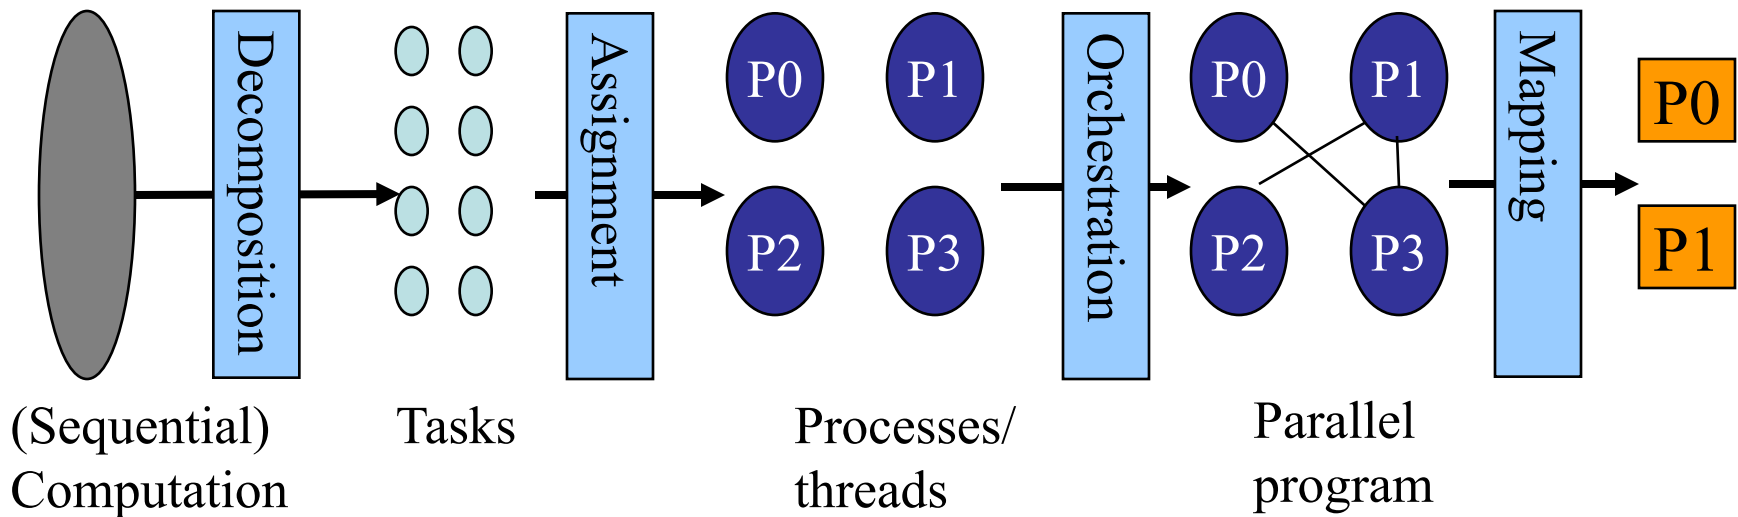 Decomposition
Assignment
P0 P1
P2 P3
Orchestration
P0 P1
P2 P3
Mapping
P0
P1
(Sequential)
Computation
Tasks
Processes/
threads
Parallel
program